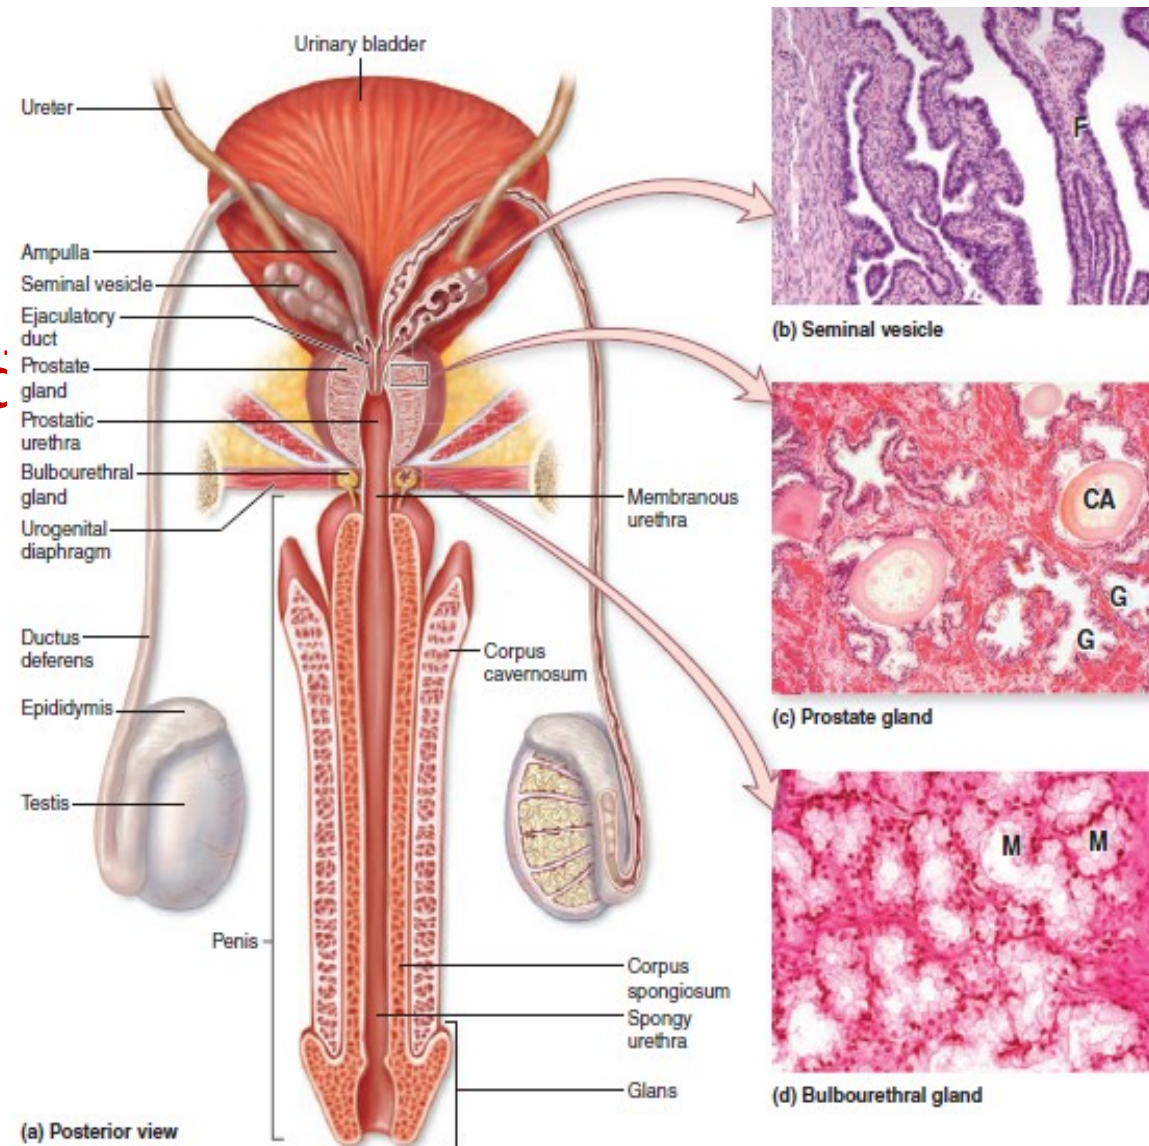 Urinary bladder
Ureter
Ampulla
Seminal vesicle
Ejaculatory
duct
Prostate
gland
Prostatic
urethra
Bulbourethral
gland
Urogenital
diaphragm
Membranous
urethra
Ductus
deferens
Corpus
cavernosum
Epididymis
Testis
Penis
Corpus
spongiosum
Spongy
urethra
Glans
(a) Posterior view
F
(b) Seminal vesicle
CA
G
G
(c) Prostate gland
M
M
(d) Bulbourethral gland